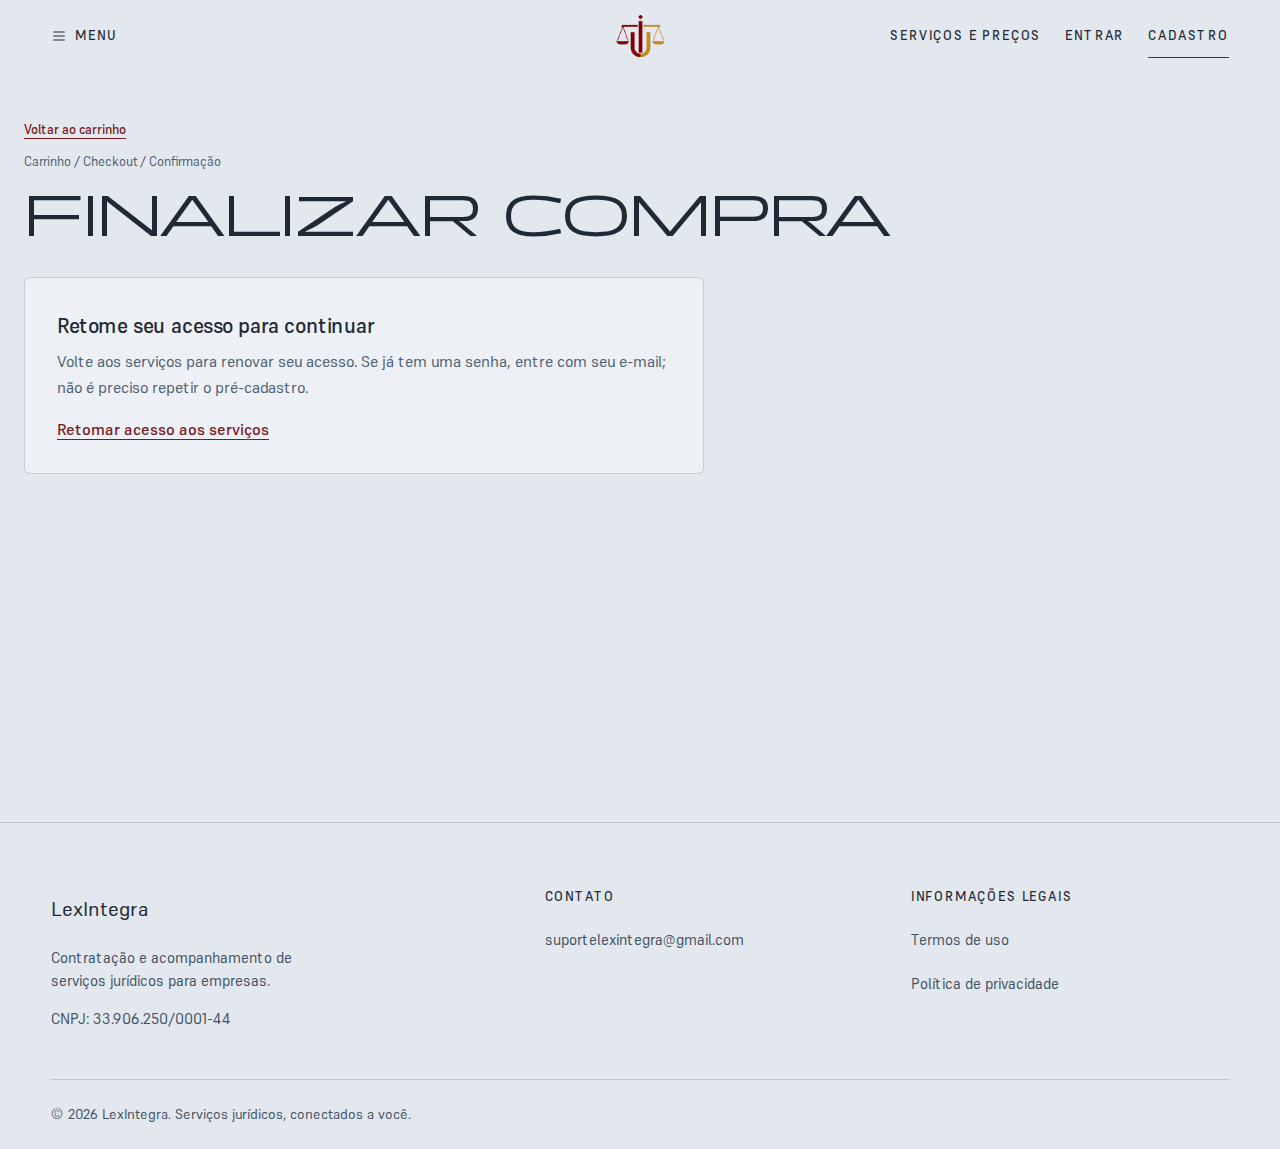 MENU
SERVIÇOS E PREÇOS
ENTRAR
CADASTRO
Voltar ao carrinho
Carrinho / Checkout / Confirmação
FINALIZAR COMPRA
Retome seu acesso para continuar
Volte aos serviços para renovar seu acesso. Se já tem uma senha, entre com seu e-mail;
não é preciso repetir o pré-cadastro.
Retomar acesso aos serviços
LexIntegra
Contratação e acompanhamento de
serviços jurídicos para empresas.
CNPJ: 33.906.250/0001-44
CONTATO
suportelexintegra@gmail.com
INFORMAÇÕES LEGAIS
Termos de uso
Política de privacidade
© 2026 LexIntegra. Serviços jurídicos, conectados a você.